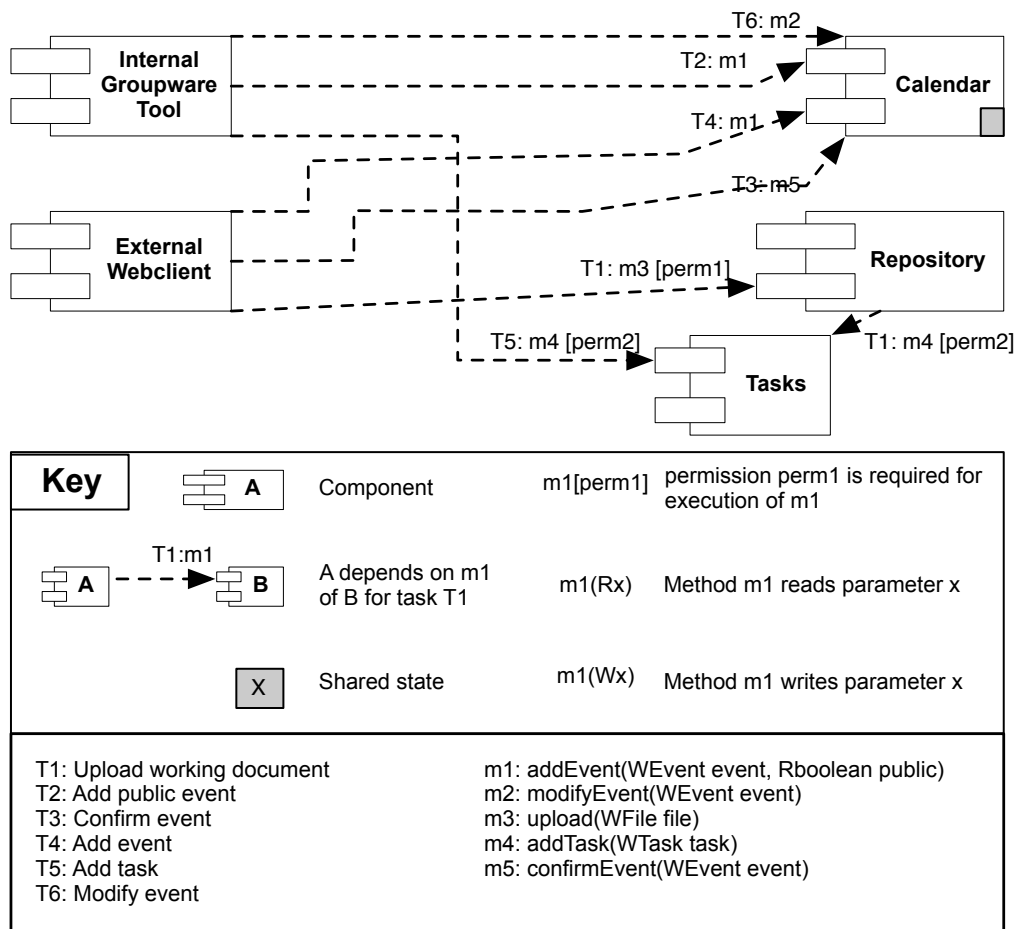 T6: m2
Internal
Groupware
Tool
T2: m1
Calendar
T4: m1
T3: m5
External
Webclient
Repository
T1: m3 [perm1]
T5: m4 [perm2]
T1: m4 [perm2]
Tasks
Key
A
Component
m1[perm1]
permission perm1 is required for
execution of m1
T1:m1
A
B
A depends on m1
of B for task T1
m1(Rx)
Method m1 reads parameter x
X
Shared state
m1(Wx)
Method m1 writes parameter x
T1: Upload working document
T2: Add public event
T3: Confirm event
T4: Add event
T5: Add task
T6: Modify event
m1: addEvent(WEvent event, Rboolean public)
m2: modifyEvent(WEvent event)
m3: upload(WFile file)
m4: addTask(WTask task)
m5: confirmEvent(WEvent event)